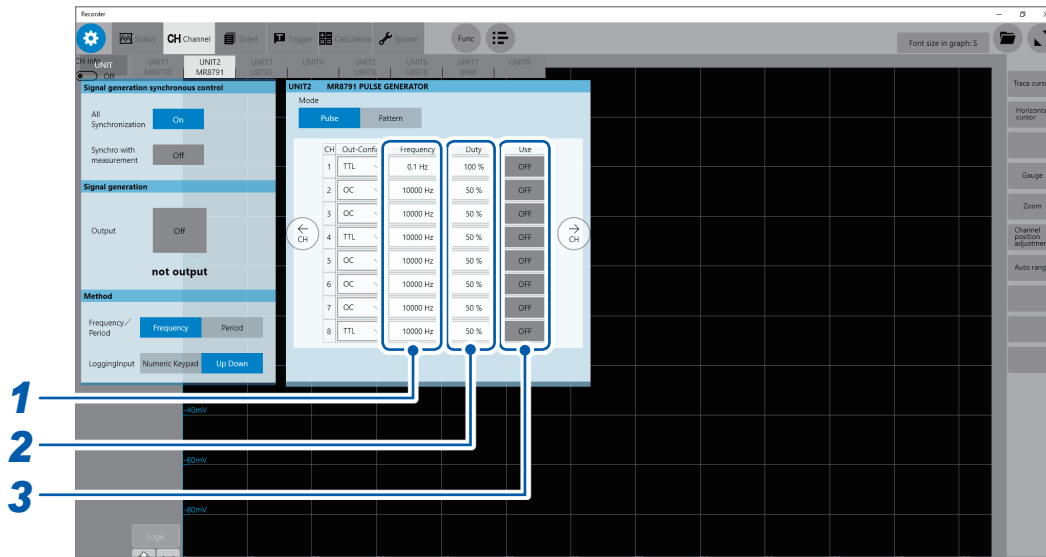 Recorder
Status CH Channel Sheet Trigger Calculation System Func Font size in graph: S
CH Info. UNIT UNIT1 UNIT2 UNIT3 UNIT4 UNIT5 UNIT6 UNIT7 UNIT8
Off MR8790 MR8791 U8793 U8979 U8978 8968
Signal generation synchronous control
All
Synchronization On
Synchro with
measurement Off
Signal generation
Output Off
not output
Method
Frequency/
Period Frequency Period
LoggingInput Numeric Keypad Up Down
UNIT2 MR8791 PULSE GENERATOR
Mode
Pulse Pattern
CH Out-Config Frequency Duty Use
1 TTL 0.1 Hz 100 % OFF
2 OC 10000 Hz 50 % OFF
3 OC 10000 Hz 50 % OFF
4 TTL 10000 Hz 50 % OFF
5 OC 10000 Hz 50 % OFF
6 OC 10000 Hz 50 % OFF
7 OC 10000 Hz 50 % OFF
8 TTL 10000 Hz 50 % OFF
← CH
→ CH
Trace curs
Horizonta
cursor
Gauge
Zoom
Channel
position
adjustmen
Auto rang
1
-40mV
2
-60mV
3
-80mV
Logic